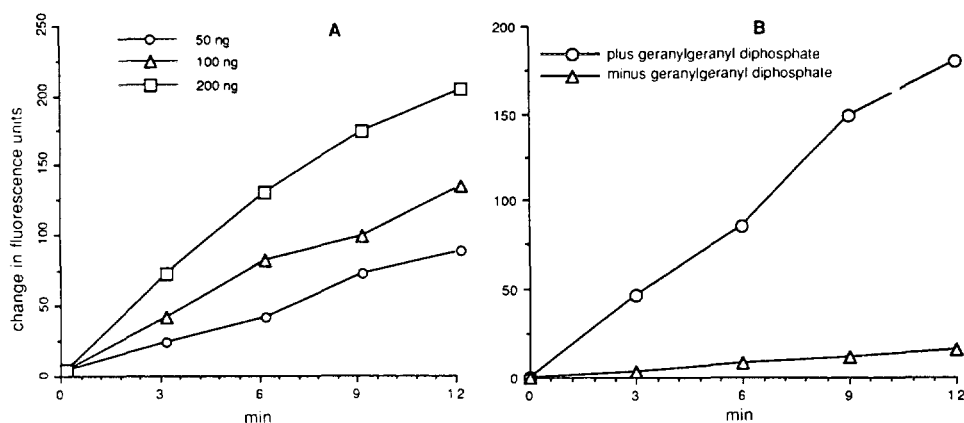 A
50 ng
100 ng
200 ng
change in fluorescence units
250
200
150
100
50
0
0 3 6 9 12
min
B
plus geranylgeranyl diphosphate
minus geranylgeranyl diphosphate
200
150
100
50
0
0 3 6 9 12
min